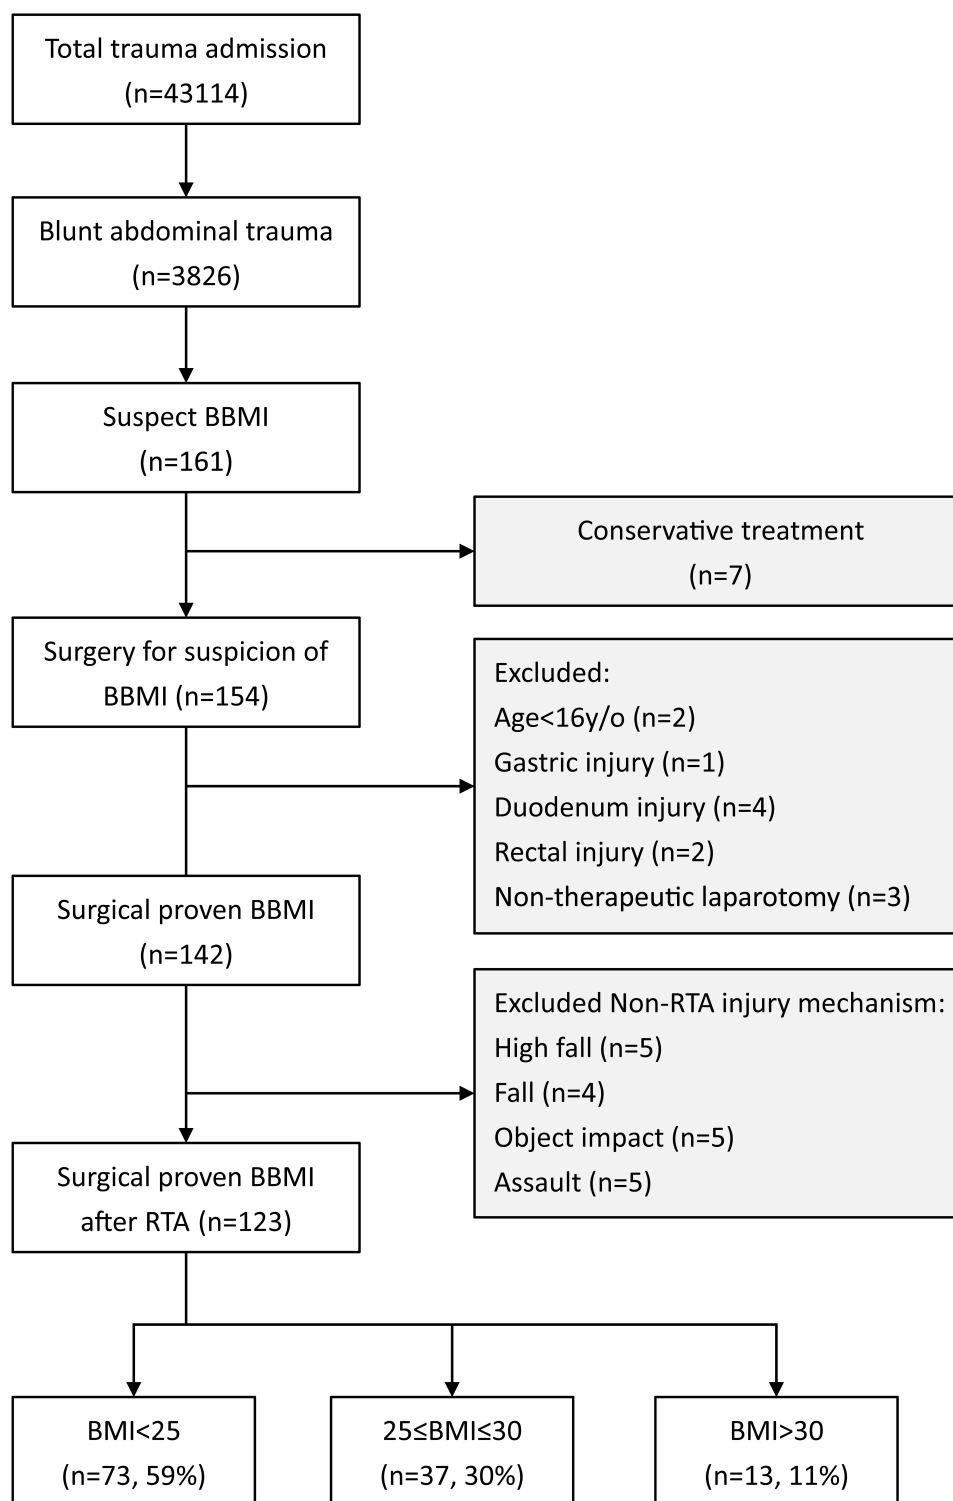 Total trauma admission
(n=43114)
Blunt abdominal trauma
(n=3826)
Suspect BBMI
(n=161)
Conservative treatment
(n=7)
Surgery for suspicion of
BBMI (n=154)
Excluded:
Age<16y/o (n=2)
Gastric injury (n=1)
Duodenum injury (n=4)
Rectal injury (n=2)
Non-therapeutic laparotomy (n=3)
Surgical proven BBMI
(n=142)
Excluded Non-RTA injury mechanism:
High fall (n=5)
Fall (n=4)
Object impact (n=5)
Assault (n=5)
Surgical proven BBMI
after RTA (n=123)
BMI<25
(n=73, 59%)
25≤BMI≤30
(n=37, 30%)
BMI>30
(n=13, 11%)